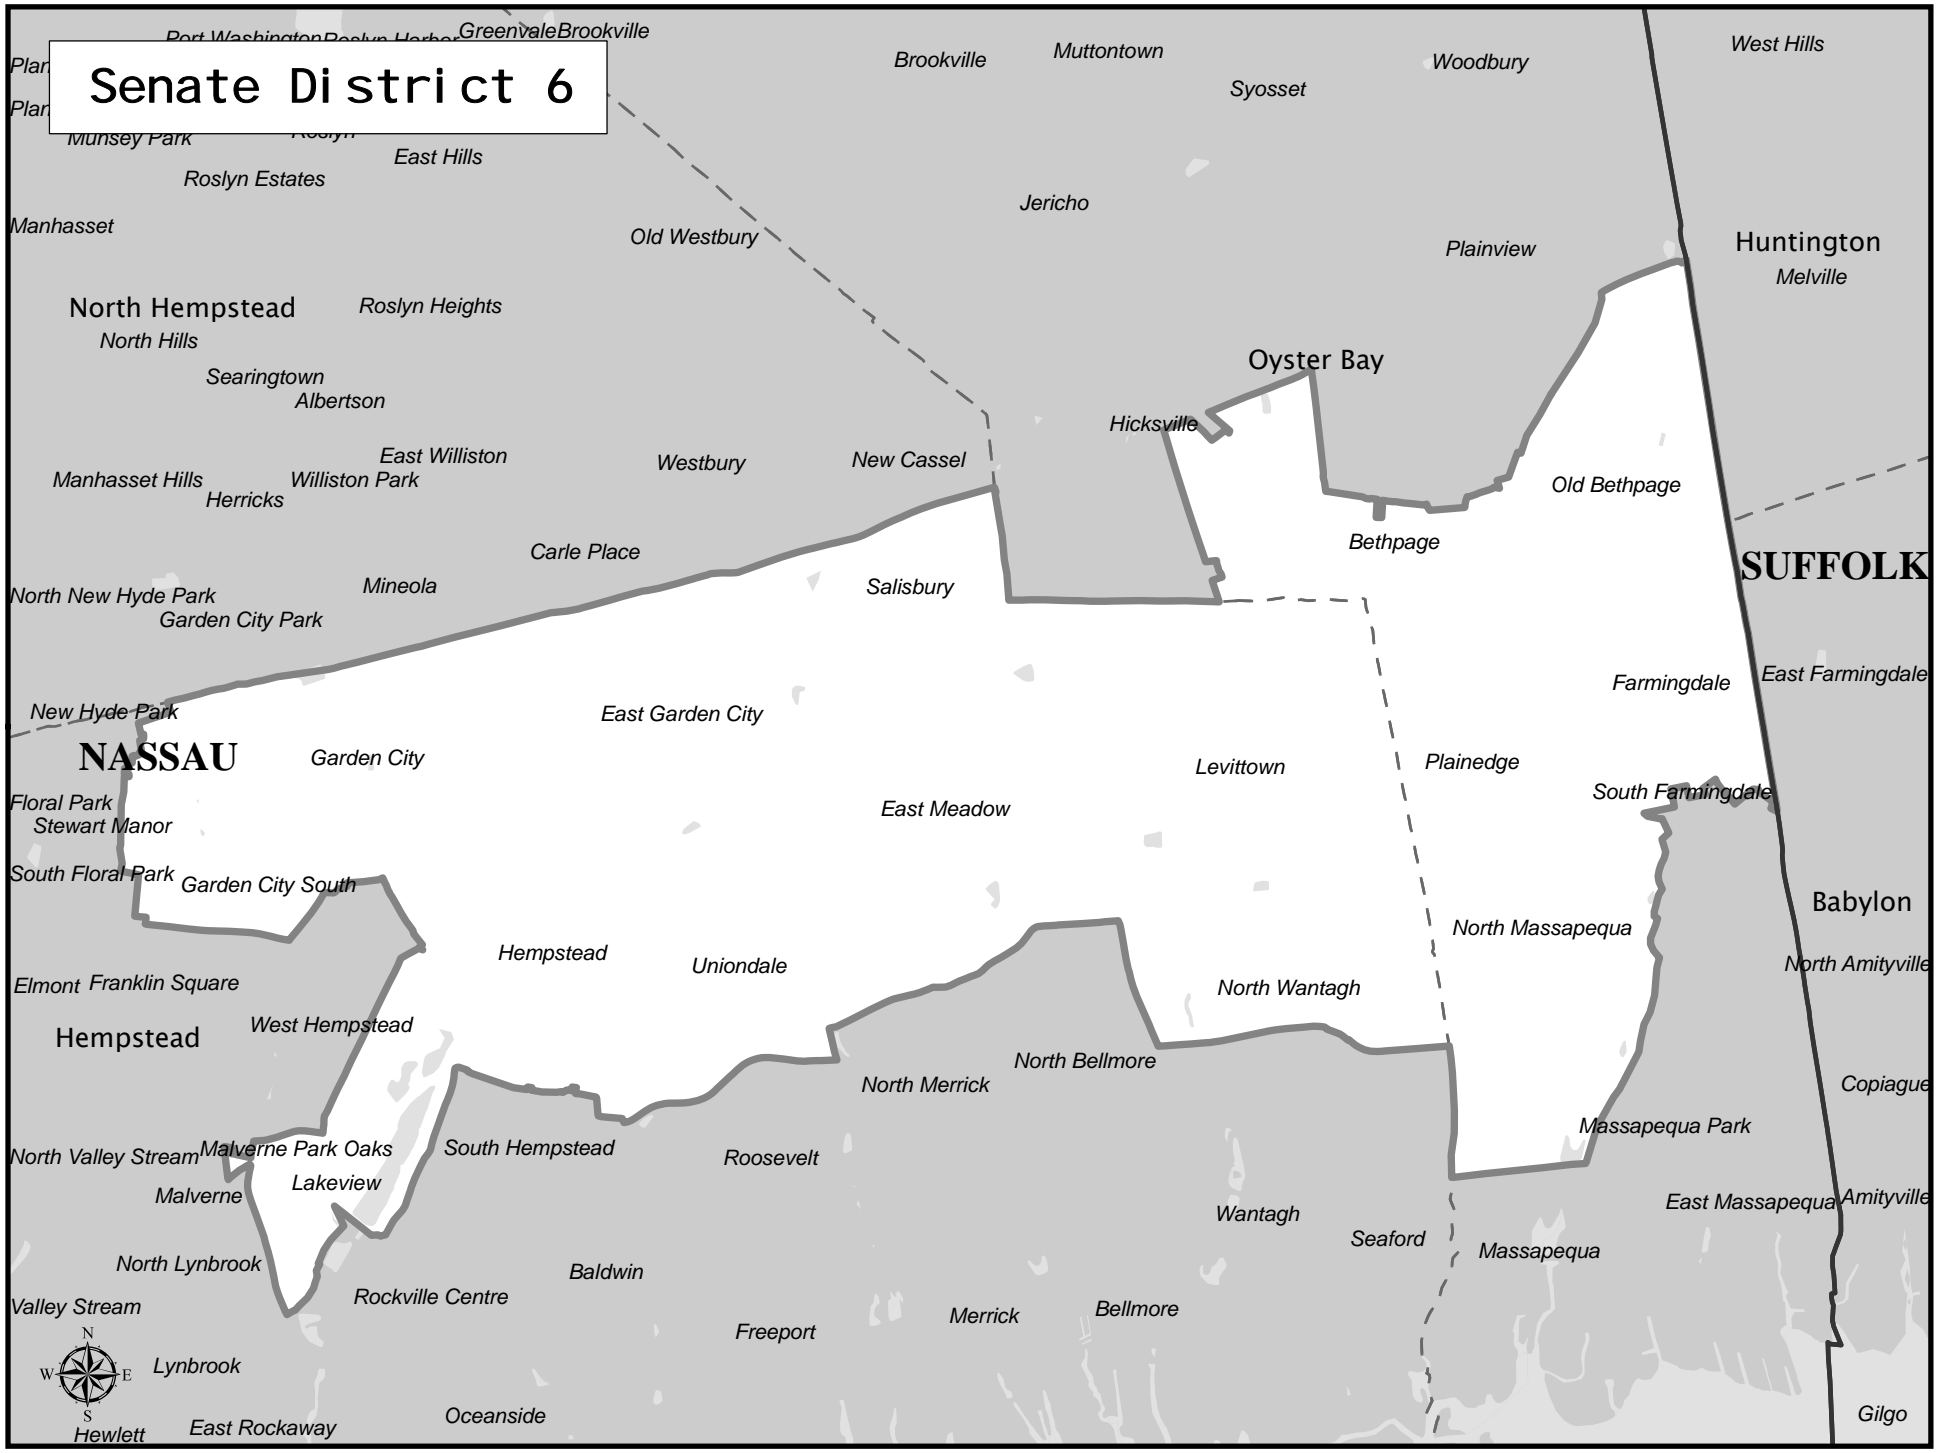 Port Washington
Roslyn Harbor
Greenvale
Brookville
Brookville
Muttontown
Woodbury
West Hills
Plan
Senate District 6
Syosset
Plan
Munsey Park
Roslyn
East Hills
Roslyn Estates
Jericho
Manhasset
Old Westbury
Plainview
Huntington
Melville
North Hempstead
Roslyn Heights
North Hills
Oyster Bay
Searingtown
Albertson
Hicksville
East Williston
Westbury
New Cassel
Manhasset Hills
Williston Park
Herricks
Old Bethpage
Carle Place
Bethpage
SUFFOLK
Mineola
Salisbury
North New Hyde Park
Garden City Park
East Farmingdale
Farmingdale
New Hyde Park
East Garden City
NASSAU
Garden City
Levittown
Plainedge
South Farmingdale
Floral Park
East Meadow
Stewart Manor
South Floral Park
Garden City South
Babylon
North Massapequa
Hempstead
Uniondale
North Amityville
Elmont
Franklin Square
North Wantagh
West Hempstead
Hempstead
North Bellmore
North Merrick
Copiague
Massapequa Park
North Valley Stream
Malverne Park Oaks
South Hempstead
Roosevelt
Lakeview
Malverne
East Massapequa
Amityville
Wantagh
Seaford
Massapequa
North Lynbrook
Baldwin
Rockville Centre
Valley Stream
Merrick
Bellmore
Freeport
N
W
E
S
Lynbrook
Oceanside
Gilgo
East Rockaway
Hewlett